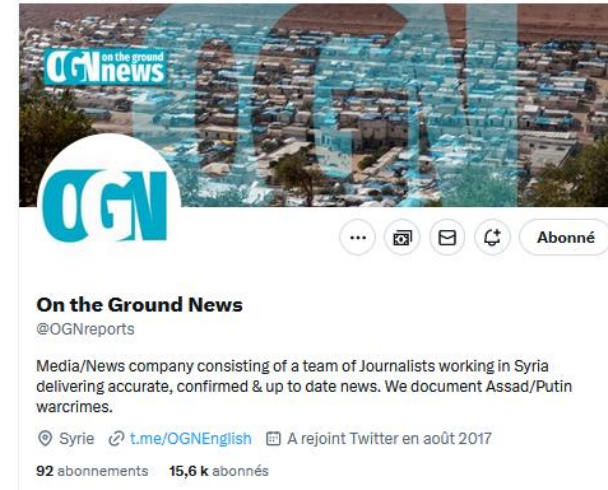 OGN on the ground
news
OGN
Abonné
On the Ground News
@OGNreports
Media/News company consisting of a team of Journalists working in Syria
delivering accurate, confirmed & up to date news. We document Assad/Putin
warcrimes.
Syrie t.me/OGNEnglish A rejoint Twitter en août 2017
92 abonnements 15,6 k abonnés